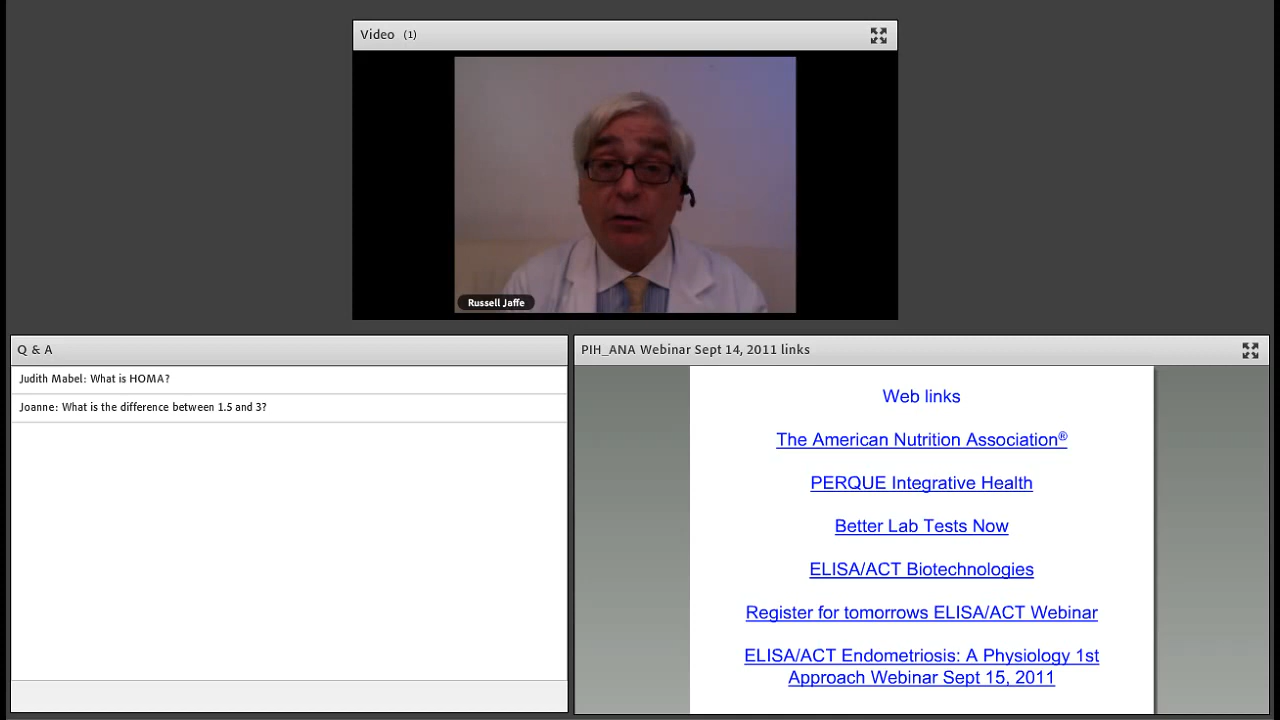 Video (1)
Russell Jaffe
Q & A
Judith Mabel: What is HOMA?
Joanne: What is the difference between 1.5 and 3?
PIH_ANA Webinar Sept 14, 2011 links
Web links
The American Nutrition Association®
PERQUE Integrative Health
Better Lab Tests Now
ELISA/ACT Biotechnologies
Register for tomorrows ELISA/ACT Webinar
ELISA/ACT Endometriosis: A Physiology 1st
Approach Webinar Sept 15, 2011